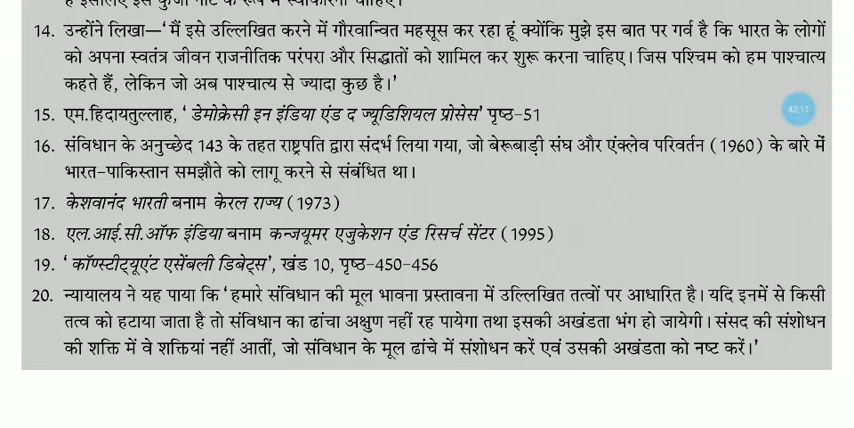 है इसलिए इसे कुंजी नोट के रूप में स्वीकारना चाहिए।
14. उन्होंने लिखा—'मैं इसे उल्लिखित करने में गौरवान्वित महसूस कर रहा हूं क्योंकि मुझे इस बात पर गर्व है कि भारत के लोगों
को अपना स्वतंत्र जीवन राजनीतिक परंपरा और सिद्धातों को शामिल कर शुरू करना चाहिए। जिस पश्चिम को हम पाश्चात्य
कहते हैं, लेकिन जो अब पाश्चात्य से ज्यादा कुछ है।'
15. एम.हिदायतुल्लाह, 'डेमोक्रेसी इन इंडिया एंड द ज्यूडिशियल प्रोसेस' पृष्ठ-51
43:11
16. संविधान के अनुच्छेद 143 के तहत राष्ट्रपति द्वारा संदर्भ लिया गया, जो बेरूबाड़ी संघ और एंक्लेव परिवर्तन (1960) के बारे में
भारत-पाकिस्तान समझौते को लागू करने से संबंधित था।
17. केशवानंद भारती बनाम केरल राज्य (1973)
18. एल.आई.सी.ऑफ इंडिया बनाम कन्जयूमर एजुकेशन एंड रिसर्च सेंटर (1995)
19. 'कॉण्स्टीट्यूएंट एसेंबली डिबेट्स', खंड 10, पृष्ठ-450-456
20. न्यायालय ने यह पाया कि 'हमारे संविधान की मूल भावना प्रस्तावना में उल्लिखित तत्वों पर आधारित है। यदि इनमें से किसी
तत्व को हटाया जाता है तो संविधान का ढांचा अक्षुण नहीं रह पायेगा तथा इसकी अखंडता भंग हो जायेगी। संसद की संशोधन
की शक्ति में वे शक्तियां नहीं आतीं, जो संविधान के मूल ढांचे में संशोधन करें एवं उसकी अखंडता को नष्ट करें।'